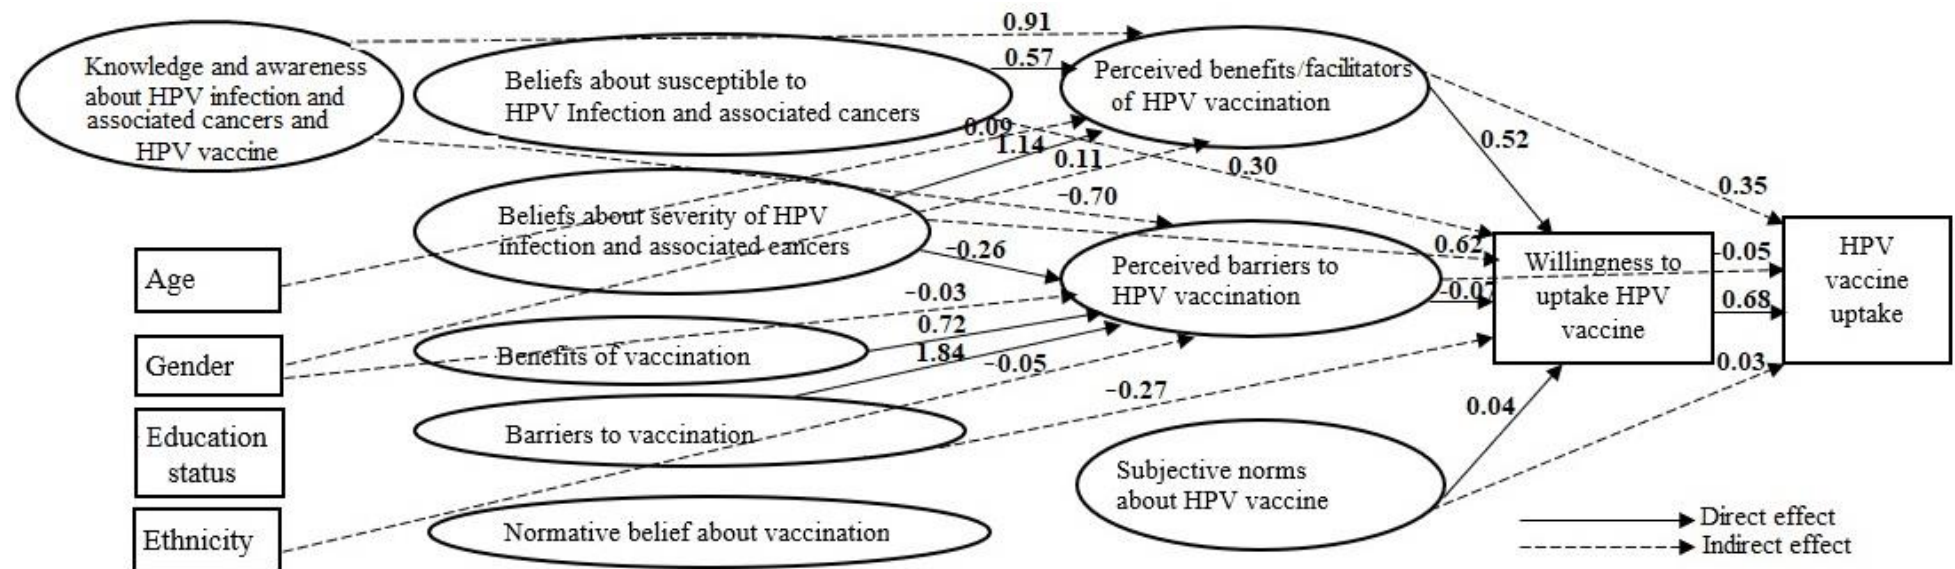 Knowledge and awareness
about HPV infection and
associated cancers and
HPV vaccine
Beliefs about susceptible to
HPV Infection and associated cancers
Beliefs about severity of HPV
infection and associated cancers
Benefits of vaccination
Barriers to vaccination
Normative belief about vaccination
Age
Gender
Education
status
Ethnicity
Perceived benefits/facilitators
of HPV vaccination
Perceived barriers to
HPV vaccination
Subjective norms
about HPV vaccine
Willingness to
uptake HPV
vaccine
HPV
vaccine
uptake
0.91
0.57
0.09
1.14
0.11
0.30
-0.70
-0.26
-0.03
0.72
1.84
-0.05
-0.27
0.52
0.35
0.62
-0.07
-0.05
0.68
0.03
0.04
Direct effect
Indirect effect